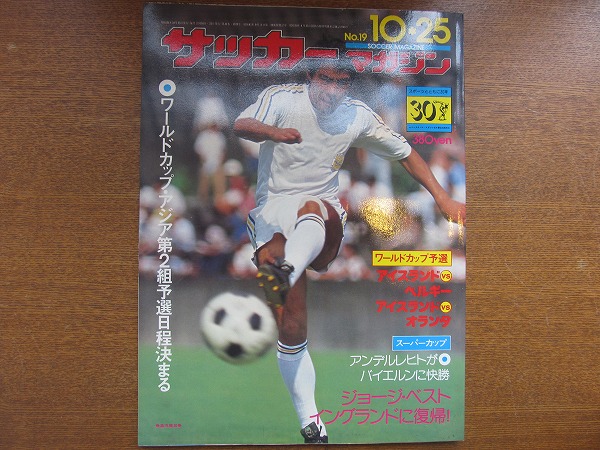 No.19 10・25
サッカー
マガジン
SOCCER MAGAZINE
30
360yen
ワールドカップ・アジア第2組予選日程決まる
ワールドカップ予選
アイスランドvs
ベルギー
アイスランドvs
オランダ
スーパーカップ
アンデルレヒトが
バイエルンに快勝
ジョージ・ベスト
イングランドに復帰!